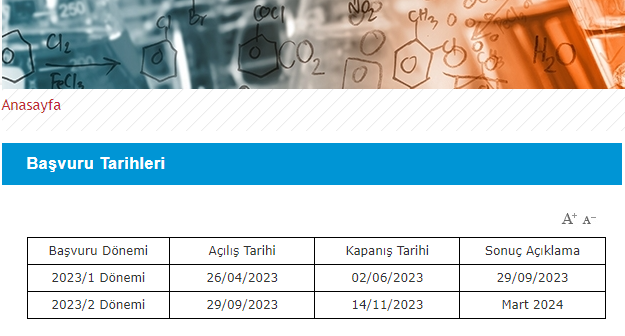 Cl
Br
COCl
NO2
CH3
Cl2
FeCl3
CO2
H2O
Anasayfa
Başvuru Tarihleri
A+ A−
Başvuru Dönemi Açılış Tarihi Kapanış Tarihi Sonuç Açıklama
2023/1 Dönemi 26/04/2023 02/06/2023 29/09/2023
2023/2 Dönemi 29/09/2023 14/11/2023 Mart 2024